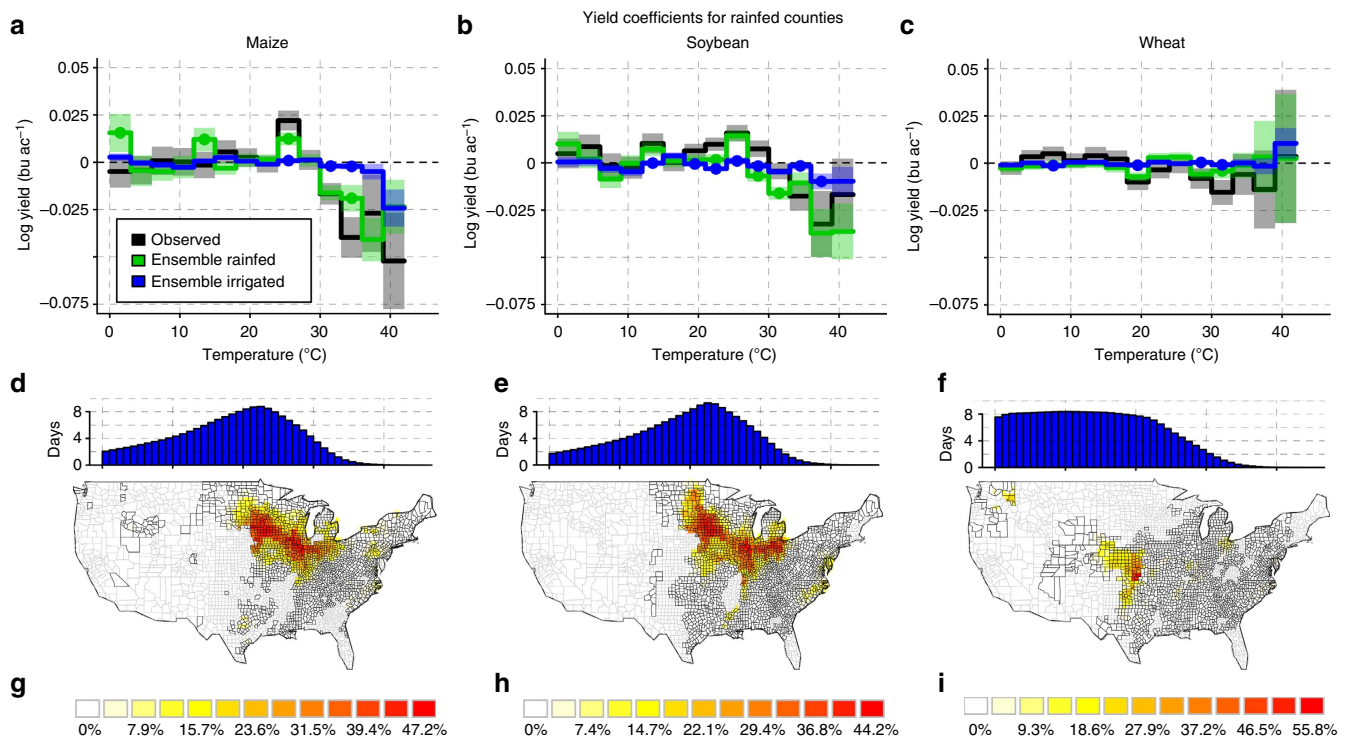 Yield coefficients for rainfed counties
a
b
c
Maize
Soybean
Wheat
Log yield (bu ac⁻¹)
0.05
0.025
0
−0.025
−0.075
Observed
Ensemble rainfed
Ensemble irrigated
0 10 20 30 40
Temperature (°C)
Log yield (bu ac⁻¹)
0.05
0.025
0
−0.025
−0.075
0 10 20 30 40
Temperature (°C)
Log yield (bu ac⁻¹)
0.05
0.025
0
−0.025
−0.075
0 10 20 30 40
Temperature (°C)
d
e
f
Days
8
4
0
Days
8
4
0
Days
8
4
0
g
h
i
0% 7.9% 15.7% 23.6% 31.5% 39.4% 47.2%
0% 7.4% 14.7% 22.1% 29.4% 36.8% 44.2%
0% 9.3% 18.6% 27.9% 37.2% 46.5% 55.8%